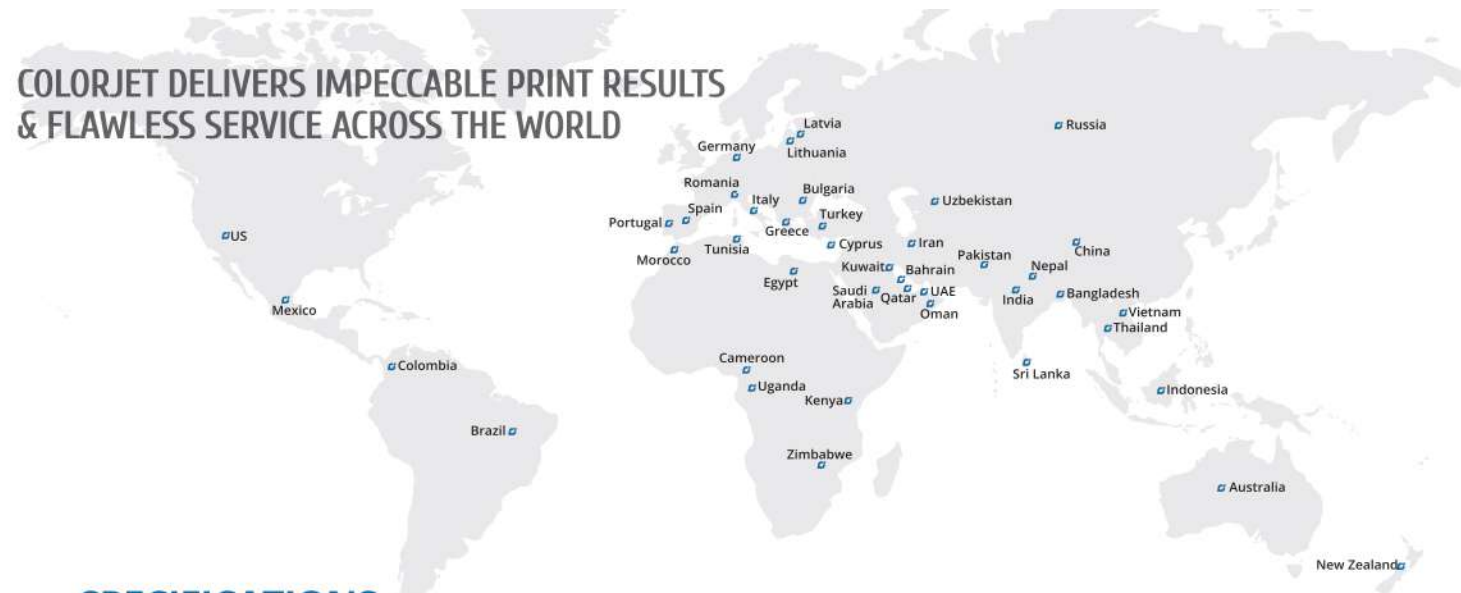 COLORJET DELIVERS IMPECCABLE PRINT RESULTS
& FLAWLESS SERVICE ACROSS THE WORLD
Latvia
Russia
Germany
Lithuania
Romania
Bulgaria
Italy
Uzbekistan
Spain
Turkey
Portugal
Greece
US
Tunisia
Cyprus
Iran
China
Morocco
Pakistan
Kuwait
Bahrain
Nepal
Egypt
Saudi
Arabia
Qatar
UAE
India
Bangladesh
Oman
Mexico
Vietnam
Thailand
Cameroon
Colombia
Sri Lanka
Uganda
Indonesia
Kenya
Brazil
Zimbabwe
Australia
New Zealand
SPECIFICATIONS